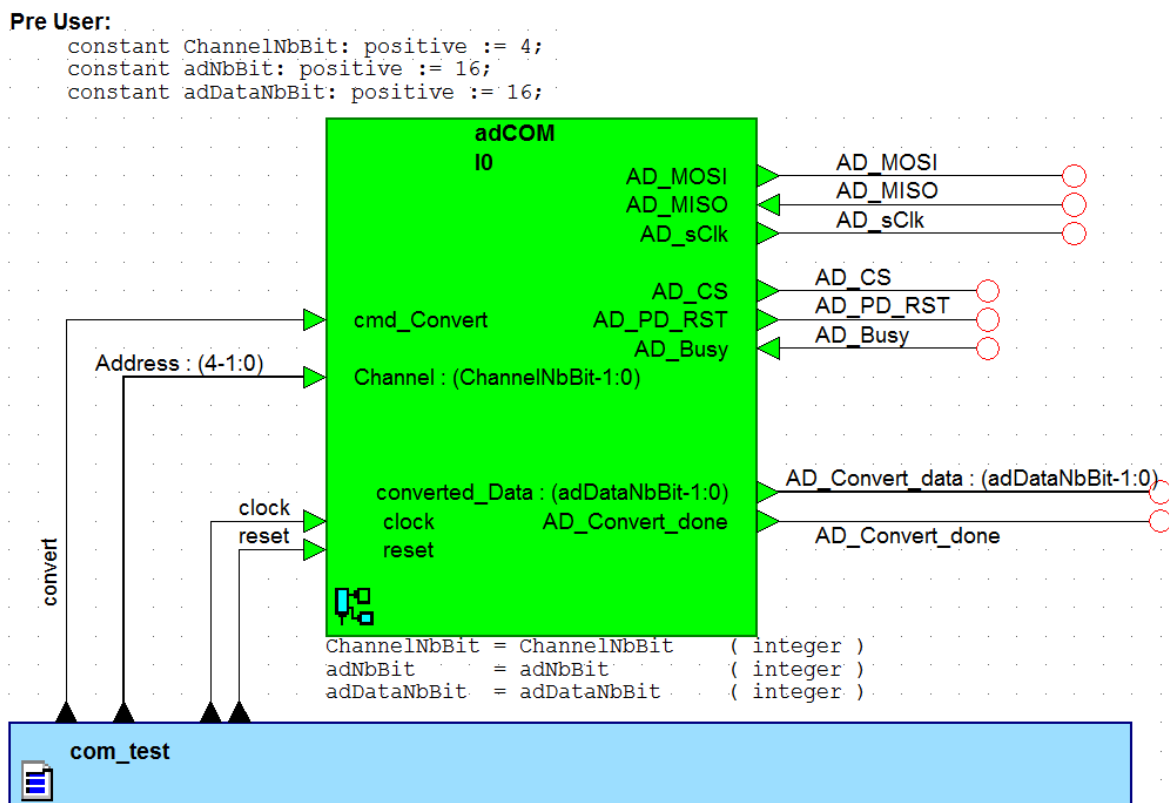 Pre User:
constant ChannelNbBit: positive := 4;
constant adNbBit: positive := 16;
constant adDataNbBit: positive := 16;
adCOM
I0
AD_MOSI
AD_MOSI
AD_MISO
AD_MISO
AD_sClk
AD_sClk
AD_CS
AD_CS
cmd_Convert
AD_PD_RST
AD_PD_RST
AD_Busy
AD_Busy
Address : (4-1:0)
Channel : (ChannelNbBit-1:0)
converted_Data : (adDataNbBit-1:0)
AD_Convert_data : (adDataNbBit-1:0)
clock
clock
AD_Convert_done
AD_Convert_done
reset
reset
convert
ChannelNbBit = ChannelNbBit ( integer )
adNbBit = adNbBit ( integer )
adDataNbBit = adDataNbBit ( integer )
com_test